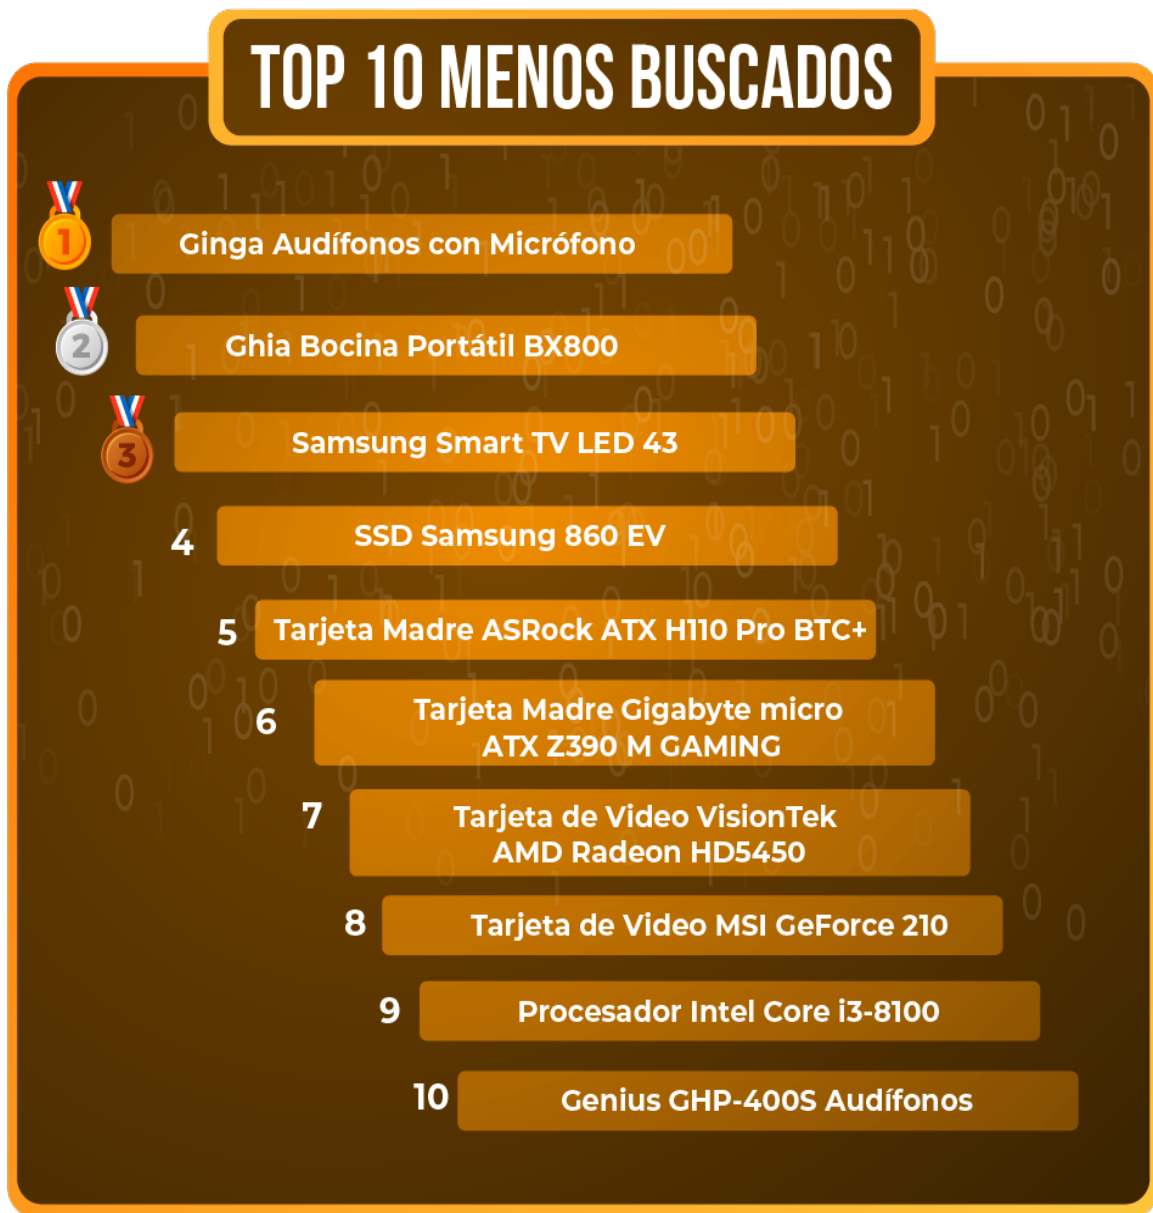 TOP 10 MENOS BUSCADOS
1 Ginga Audífonos con Micrófono
2 Ghia Bocina Portátil BX800
3 Samsung Smart TV LED 43
4 SSD Samsung 860 EV
5 Tarjeta Madre ASRock ATX H110 Pro BTC+
6 Tarjeta Madre Gigabyte micro
ATX Z390 M GAMING
7 Tarjeta de Video VisionTek
AMD Radeon HD5450
8 Tarjeta de Video MSI GeForce 210
9 Procesador Intel Core i3-8100
10 Genius GHP-400S Audífonos